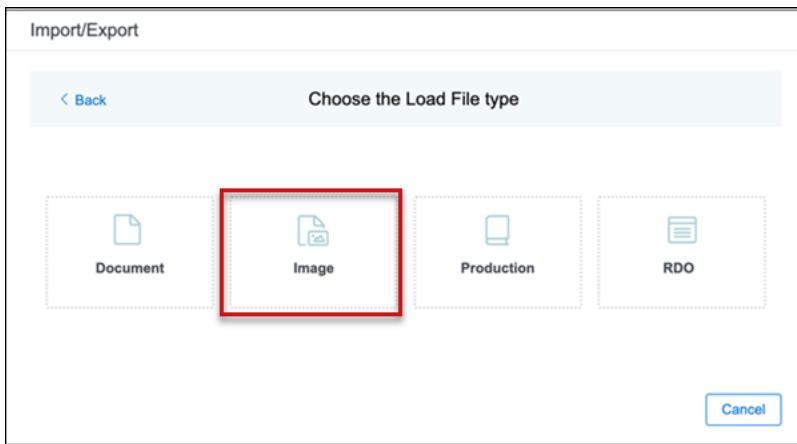 Import/Export
< Back
Choose the Load File type
Document
Image
Production
RDO
Cancel